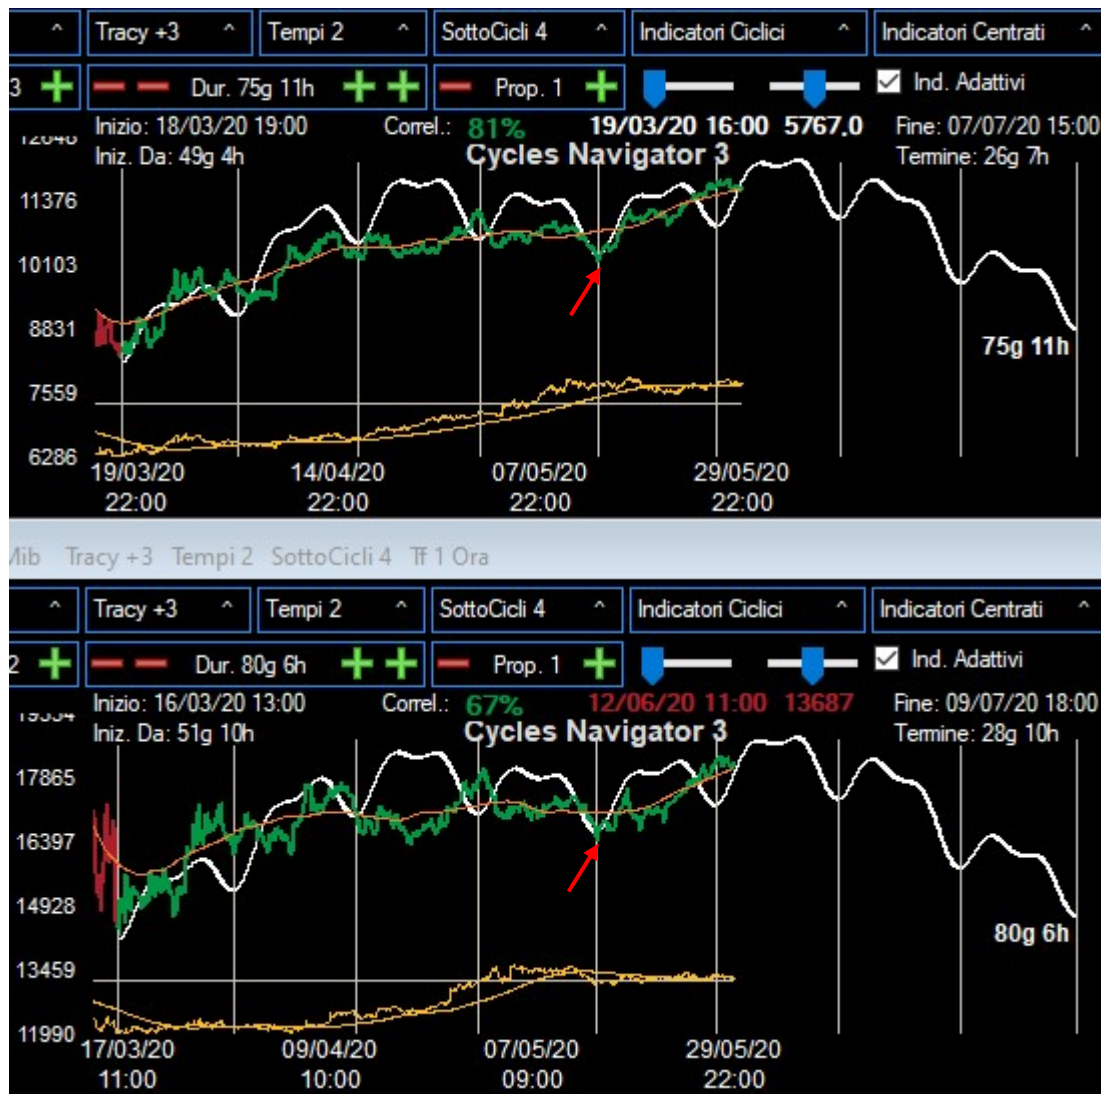 ^ Tracy +3 ^ Tempi 2 ^ SottoCicli 4 ^ Indicatori Ciclici ^ Indicatori Centrati ^
3 Dur. 75g 11h Prop. 1 Ind. Adattivi
Inizio: 18/03/20 19:00 Correl.: 81% 19/03/20 16:00 5767,0 Fine: 07/07/20 15:00
Iniz. Da: 49g 4h Cycles Navigator 3 Termine: 26g 7h
11376
10103
8831
75g 11h
7559
6286
19/03/20 14/04/20 07/05/20 29/05/20
22:00 22:00 22:00 22:00
Mib Tracy +3 Tempi 2 SottoCicli 4 Tf 1 Ora
^ Tracy +3 ^ Tempi 2 ^ SottoCicli 4 ^ Indicatori Ciclici ^ Indicatori Centrati ^
2 Dur. 80g 6h Prop. 1 Ind. Adattivi
Inizio: 16/03/20 13:00 Correl.: 67% 12/06/20 11:00 13687 Fine: 09/07/20 18:00
Iniz. Da: 51g 10h Cycles Navigator 3 Termine: 28g 10h
17865
16397
14928
80g 6h
13459
11990
17/03/20 09/04/20 07/05/20 29/05/20
11:00 10:00 09:00 22:00